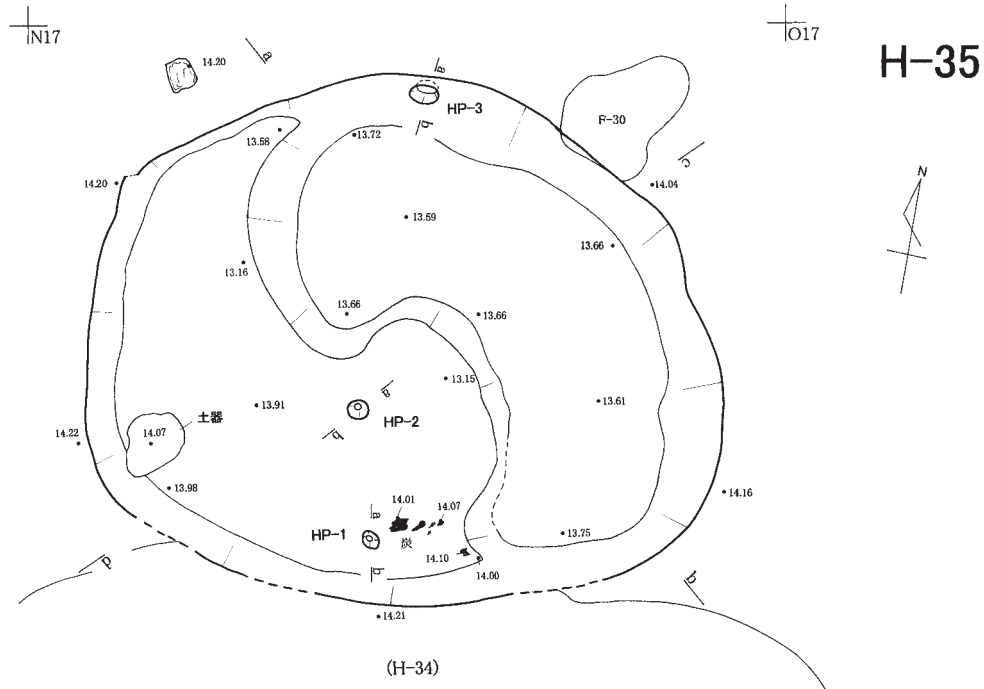 N17
O17
H-35
14.20
a
a
HP-3
b
F-30
c
N
13.58
13.72
14.20
14.04
13.59
13.66
13.16
13.66
13.66
13.15
a
13.91
HP-2
b
13.61
土器
14.22
14.07
13.98
14.16
a
14.01
14.07
HP-1
炭
13.75
14.10
b
14.00
p
b
14.21
(H-34)